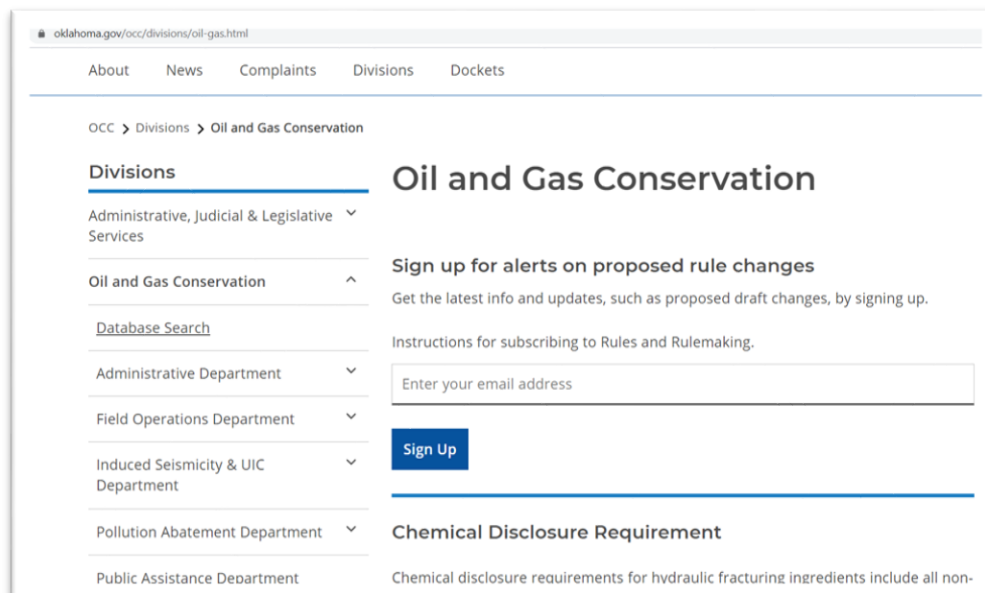 oklahoma.gov/occ/divisions/oil-gas.html
About News Complaints Divisions Dockets
OCC > Divisions > Oil and Gas Conservation
Divisions
Administrative, Judicial & Legislative
Services
Oil and Gas Conservation
Database Search
Administrative Department
Field Operations Department
Induced Seismicity & UIC
Department
Pollution Abatement Department
Public Assistance Department
Oil and Gas Conservation
Sign up for alerts on proposed rule changes
Get the latest info and updates, such as proposed draft changes, by signing up.
Instructions for subscribing to Rules and Rulemaking.
Enter your email address
Sign Up
Chemical Disclosure Requirement
Chemical disclosure requirements for hydraulic fracturing ingredients include all non-